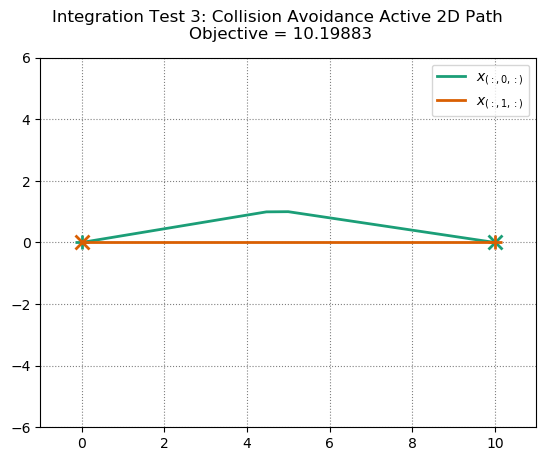 Integration Test 3: Collision Avoidance Active 2D Path
Objective = 10.19883
6
4
2
0
−2
−4
−6
0 2 4 6 8 10
x(:, 0, :)
x(:, 1, :)